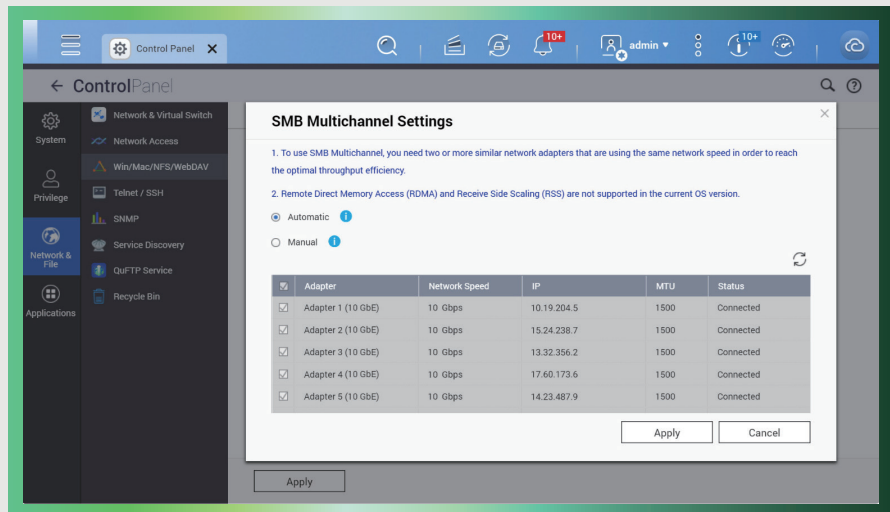 Control Panel
10+
admin
10+
ControlPanel
System
Privilege
Network &
File
Applications
Network & Virtual Switch
Network Access
Win/Mac/NFS/WebDAV
Telnet / SSH
SNMP
Service Discovery
QuFTP Service
Recycle Bin
SMB Multichannel Settings
1. To use SMB Multichannel, you need two or more similar network adapters that are using the same network speed in order to reach
the optimal throughput efficiency.
2. Remote Direct Memory Access (RDMA) and Receive Side Scaling (RSS) are not supported in the current OS version.
Automatic
Manual
Adapter Network Speed IP MTU Status
Adapter 1 (10 GbE) 10 Gbps 10.19.204.5 1500 Connected
Adapter 2 (10 GbE) 10 Gbps 15.24.238.7 1500 Connected
Adapter 3 (10 GbE) 10 Gbps 13.32.356.2 1500 Connected
Adapter 4 (10 GbE) 10 Gbps 17.60.173.6 1500 Connected
Adapter 5 (10 GbE) 10 Gbps 14.23.487.9 1500 Connected
Apply Cancel
Apply